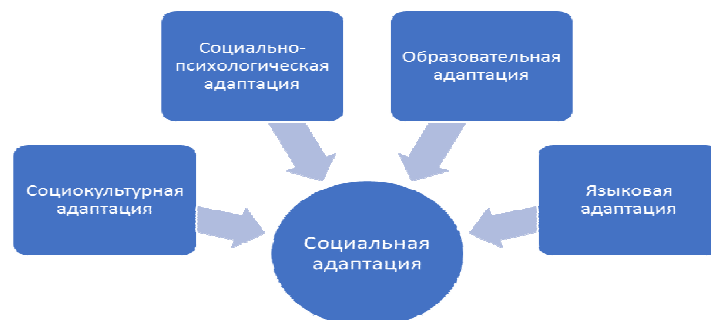 Социально-
психологическая
адаптация
Образовательная
адаптация
Социокультурная
адаптация
Языковая
адаптация
Социальная
адаптация